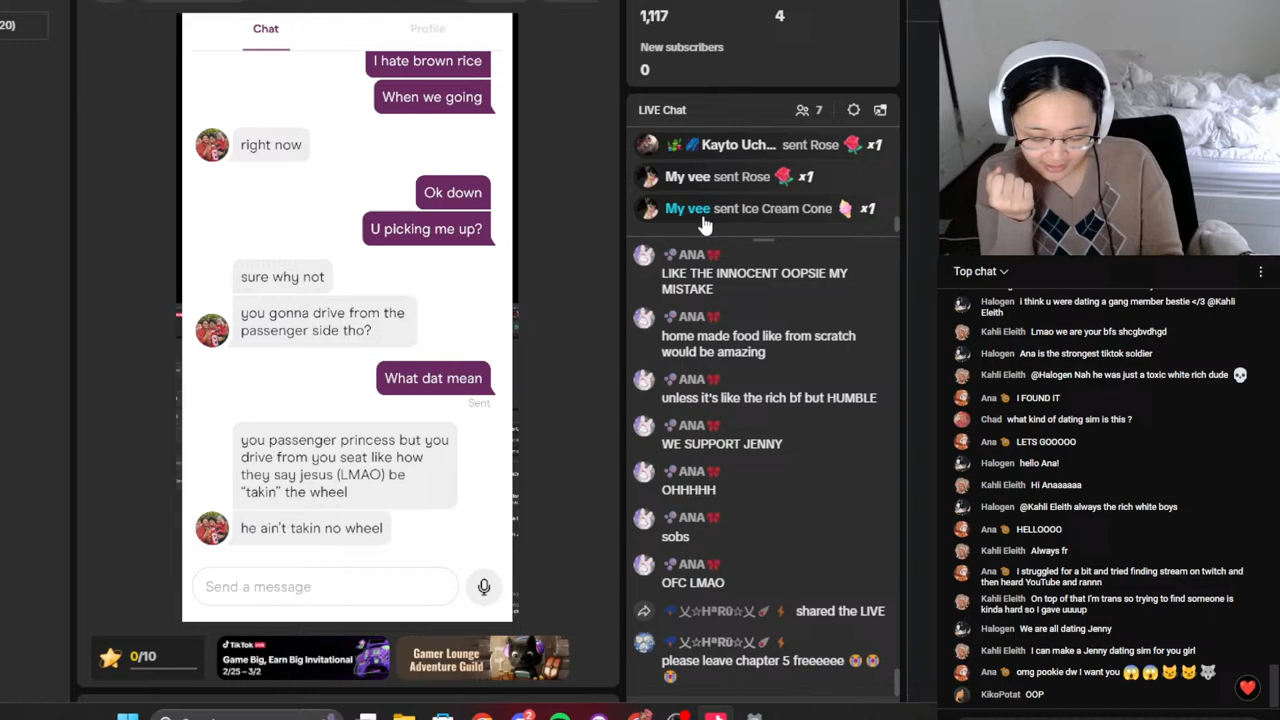 20)
Chat
Profile
I hate brown rice
When we going
right now
Ok down
U picking me up?
sure why not
you gonna drive from the
passenger side tho?
What dat mean
Sent
you passenger princess but you
drive from you seat like how
they say jesus (LMAO) be
“takin” the wheel
he ain't takin no wheel
Send a message
0/10
TikTok LIVE
Game Big, Earn Big Invitational
2/25 – 3/2
Gamer Lounge
Adventure Guild
1,117
4
New subscribers
0
LIVE Chat
7
Kayto Uch... sent Rose x1
My vee sent Rose x1
My vee sent Ice Cream Cone x1
ANA
LIKE THE INNOCENT OOPSIE MY
MISTAKE
ANA
home made food like from scratch
would be amazing
ANA
unless it's like the rich bf but HUMBLE
ANA
WE SUPPORT JENNY
ANA
OHHHHH
ANA
sobs
ANA
OFC LMAO
shared the LIVE
please leave chapter 5 freeeeee 😭 😭
😭
Top chat
Halogen i think u were dating a gang member bestie </3 @Kahli
Eleith
Kahli Eleith Lmao we are your bfs shcgbvdhgd
Halogen Ana is the strongest tiktok soldier
Kahli Eleith @Halogen Nah he was just a toxic white rich dude 💀
Ana I FOUND IT
Chad what kind of dating sim is this ?
Ana LETS GOOOOO
Halogen hello Ana!
Kahli Eleith Hi Anaaaaaa
Halogen @Kahli Eleith always the rich white boys
Ana HELLOOOO
Kahli Eleith Always fr
Ana I struggled for a bit and tried finding stream on twitch and
then heard YouTube and rannn
Kahli Eleith On top of that I'm trans so trying to find someone is
kinda hard so I gave uuuup
Halogen We are all dating Jenny
Kahli Eleith I can make a Jenny dating sim for you girl
Ana omg pookie dw I want you 😱 😱 😼 😼 🐺
KikoPotat OOP